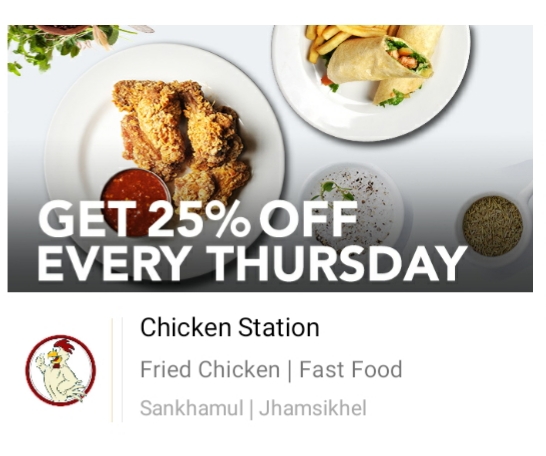 GET 25% OFF
EVERY THURSDAY
Chicken Station
Fried Chicken | Fast Food
Sankhamul | Jhamsikhel